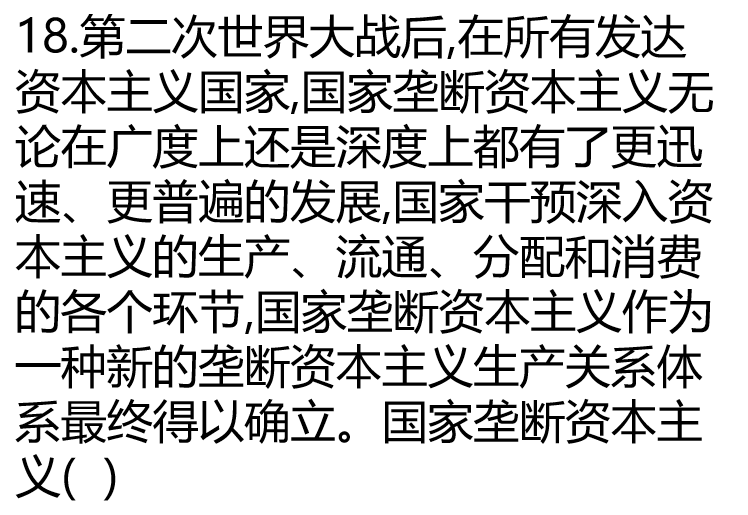 18.第二次世界大战后,在所有发达
资本主义国家,国家垄断资本主义无
论在广度上还是深度上都有了更迅
速、更普遍的发展,国家干预深入资
本主义的生产、流通、分配和消费
的各个环节,国家垄断资本主义作为
一种新的垄断资本主义生产关系体
系最终得以确立。国家垄断资本主
义( )